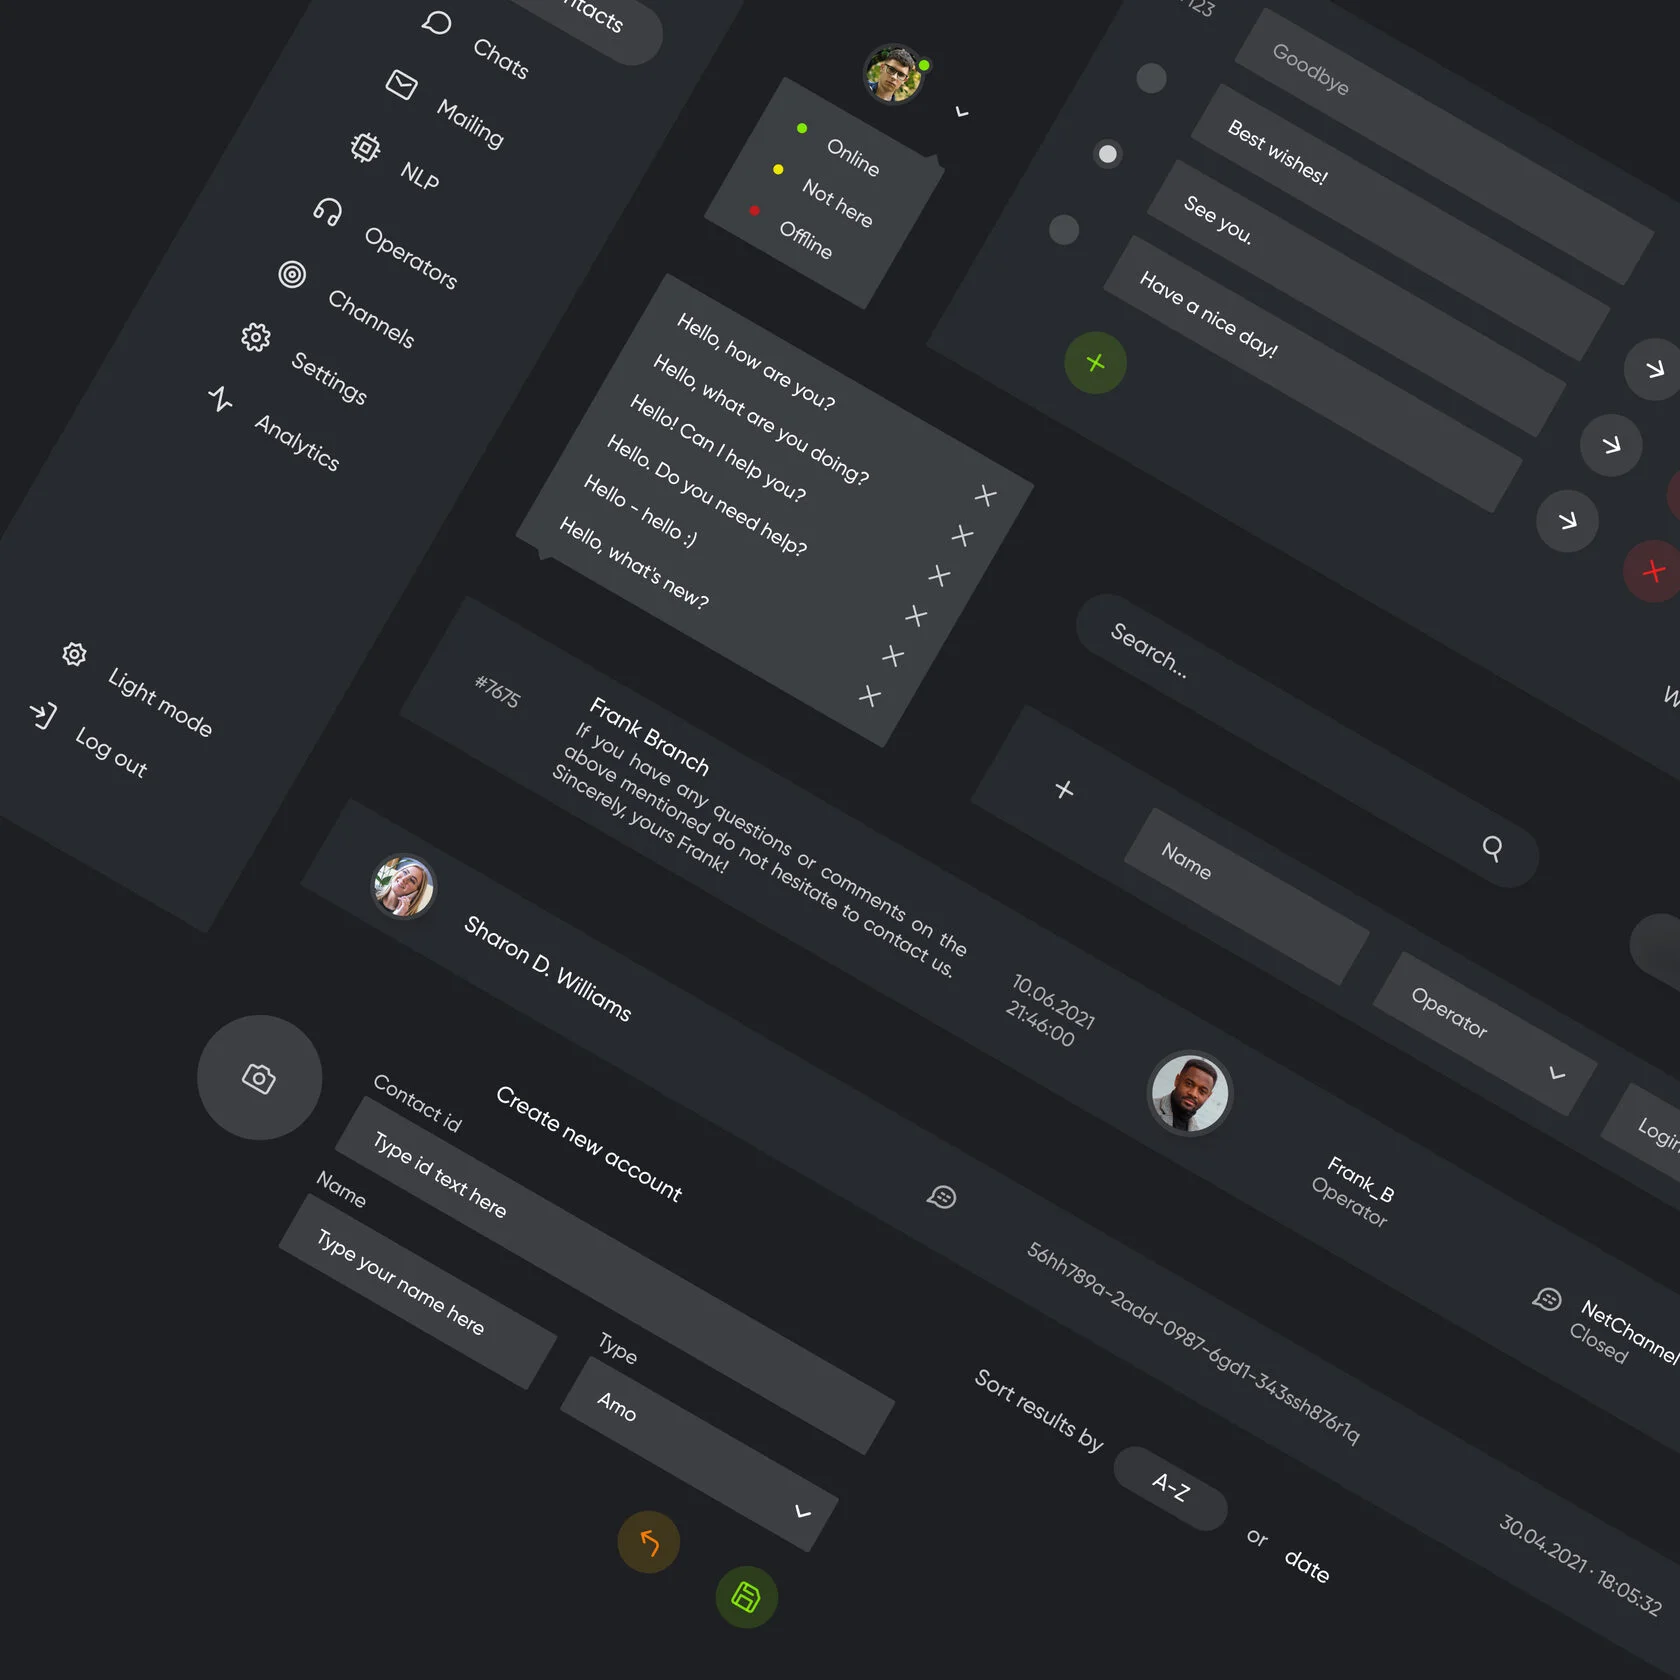 Chats
Mailing
NLP
Operators
Channels
Settings
Analytics
Light mode
Log out
Online
Not here
Offline
Hello, how are you?
Hello, what are you doing?
Hello! Can I help you?
Hello. Do you need help?
Hello - hello :)
Hello, what's new?
Goodbye
Best wishes!
See you.
Have a nice day!
Search...
Name
Operator
#7675
Frank Branch
If you have any questions or comments on the
above mentioned do not hesitate to contact us.
Sincerely, yours Frank!
10.06.2021
21:46:00
Frank_B
Operator
NetChannel
Closed
Sharon D. Williams
56hh789a-2add-0987-6gd1-343ssh876r1q
30.04.2021 · 18:05:32
Create new account
Contact id
Type id text here
Name
Type your name here
Type
Amo
Sort results by
A-Z
or
date